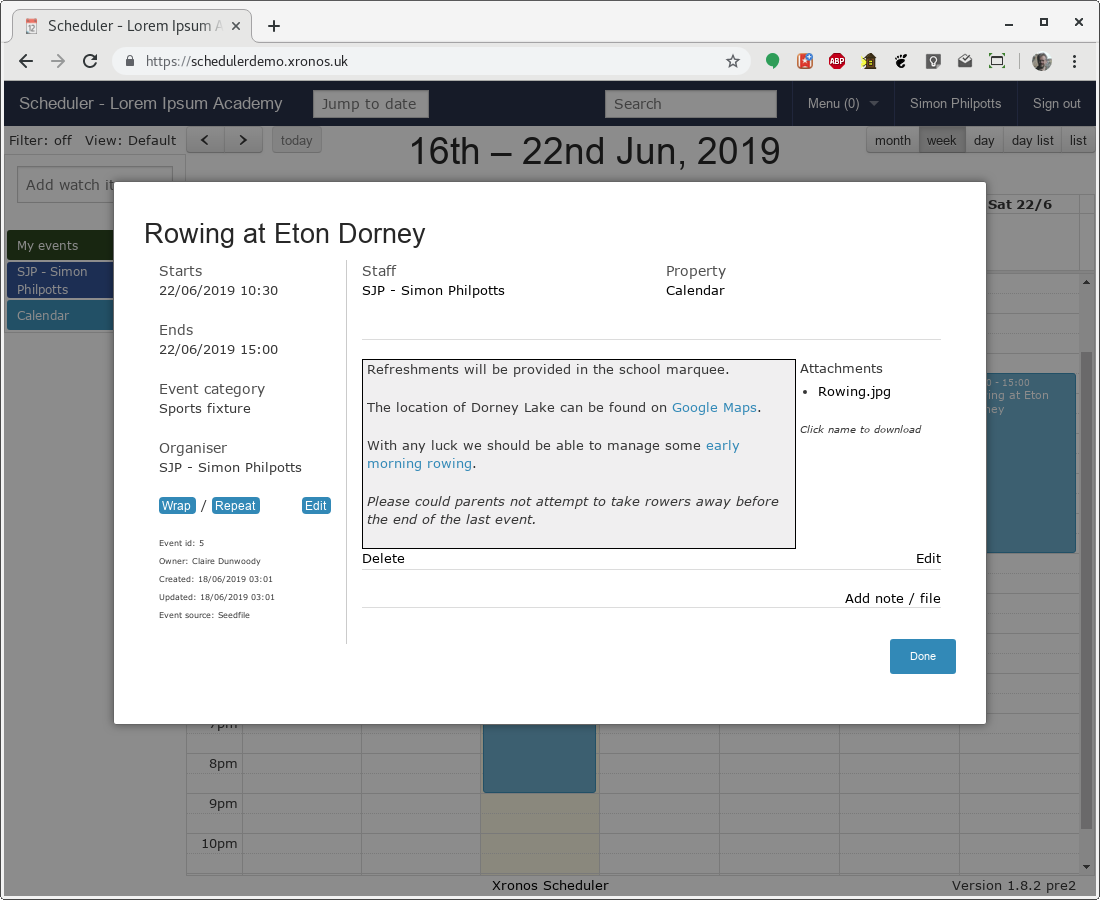 Scheduler - Lorem Ipsum A
https://schedulerdemo.xronos.uk
ABP
Scheduler - Lorem Ipsum Academy
Jump to date
Search
Menu (0)
Simon Philpotts
Sign out
Filter: off
View: Default
<
>
today
16th – 22nd Jun, 2019
month
week
day
day list
list
Add watch it
Sat 22/6
My events
SJP - Simon
Philpotts
Calendar
Rowing at Eton Dorney
Starts
22/06/2019 10:30
Ends
22/06/2019 15:00
Event category
Sports fixture
Organiser
SJP - Simon Philpotts
Wrap / Repeat
Edit
Event id: 5
Owner: Claire Dunwoody
Created: 18/06/2019 03:01
Updated: 18/06/2019 03:01
Event source: Seedfile
Staff
SJP - Simon Philpotts
Property
Calendar
Refreshments will be provided in the school marquee.
The location of Dorney Lake can be found on Google Maps.
With any luck we should be able to manage some early
morning rowing.
Please could parents not attempt to take rowers away before
the end of the last event.
Attachments
• Rowing.jpg
Click name to download
Delete
Edit
Add note / file
Done
0 - 15:00
ing at Eton
ney
7pm
8pm
9pm
10pm
Xronos Scheduler
Version 1.8.2 pre2